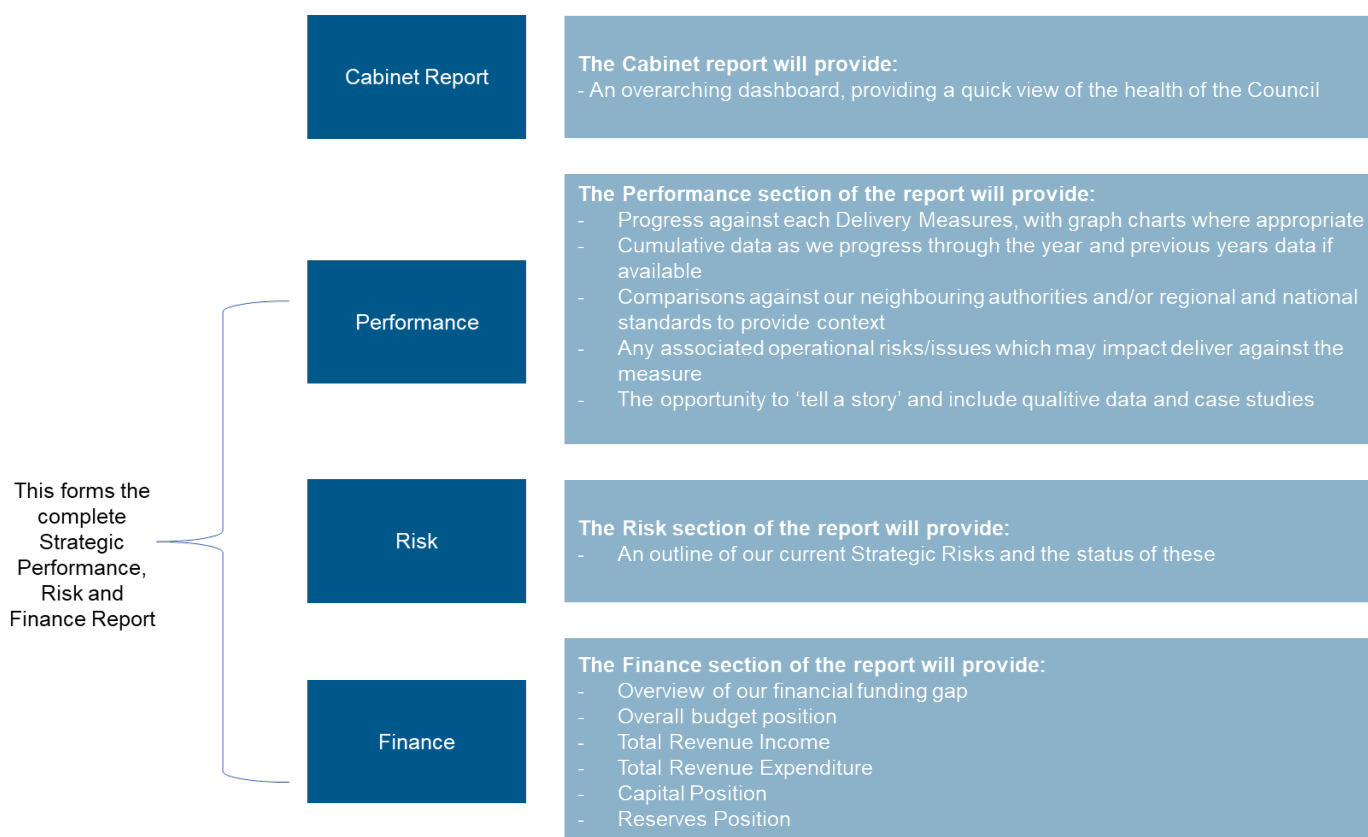 Cabinet Report
The Cabinet report will provide:
- An overarching dashboard, providing a quick view of the health of the Council
Performance
The Performance section of the report will provide:
- Progress against each Delivery Measures, with graph charts where appropriate
- Cumulative data as we progress through the year and previous years data if
available
- Comparisons against our neighbouring authorities and/or regional and national
standards to provide context
- Any associated operational risks/issues which may impact deliver against the
measure
- The opportunity to ‘tell a story’ and include qualitive data and case studies
This forms the
complete
Strategic
Performance,
Risk and
Finance Report
Risk
The Risk section of the report will provide:
- An outline of our current Strategic Risks and the status of these
Finance
The Finance section of the report will provide:
- Overview of our financial funding gap
- Overall budget position
- Total Revenue Income
- Total Revenue Expenditure
- Capital Position
- Reserves Position